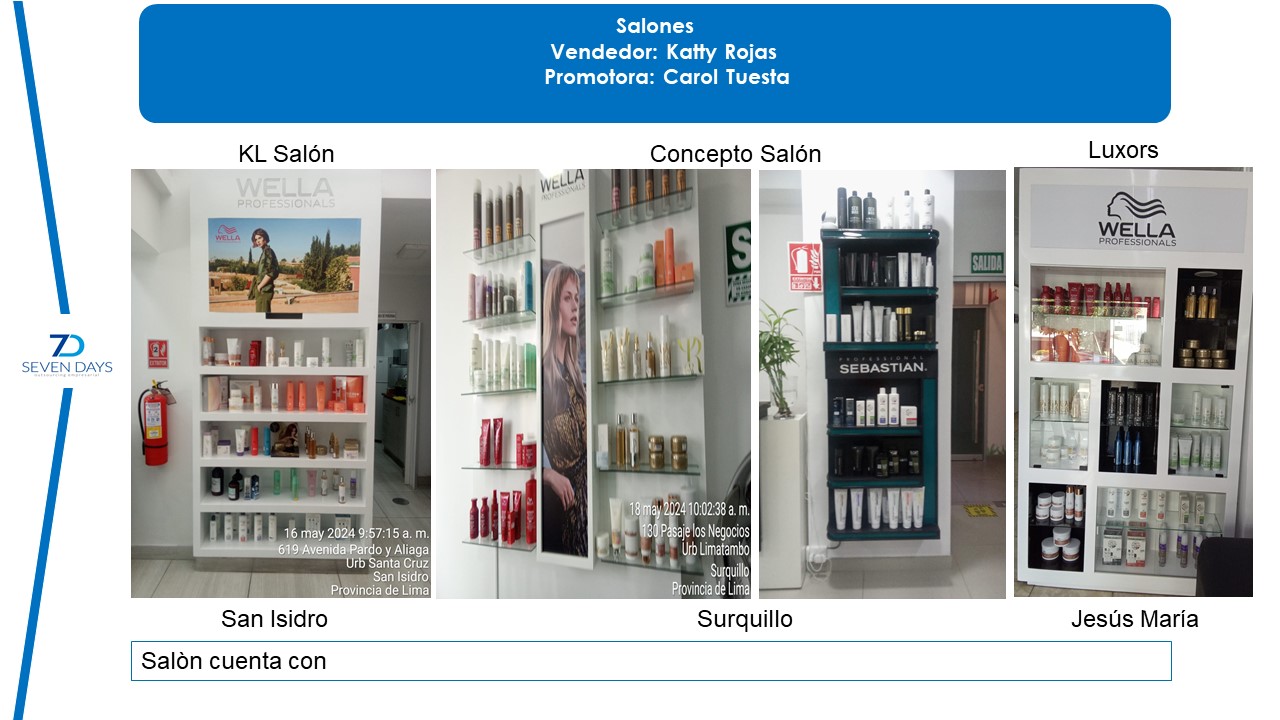 Salones
Vendedor: Katty Rojas
Promotora: Carol Tuesta
KL Salón
Concepto Salón
Luxors
WELLA
PROFESSIONALS
WELLA
16 may 2024 9:57:15 a. m.
619 Avenida Pardo y Aliaga
Urb Santa Cruz
San Isidro
Provincia de Lima
WELLA
PROFESSIONALS
S
18 may 2024 10:02:38 a. m.
130 Pasaje los Negocios
Urb Limatambo
Surquillo
Provincia de Lima
SALIDA
PROFESSIONAL
SEBASTIAN.
WELLA
PROFESSIONALS
7D
SEVEN DAYS
San Isidro
Surquillo
Jesús María
Salòn cuenta con